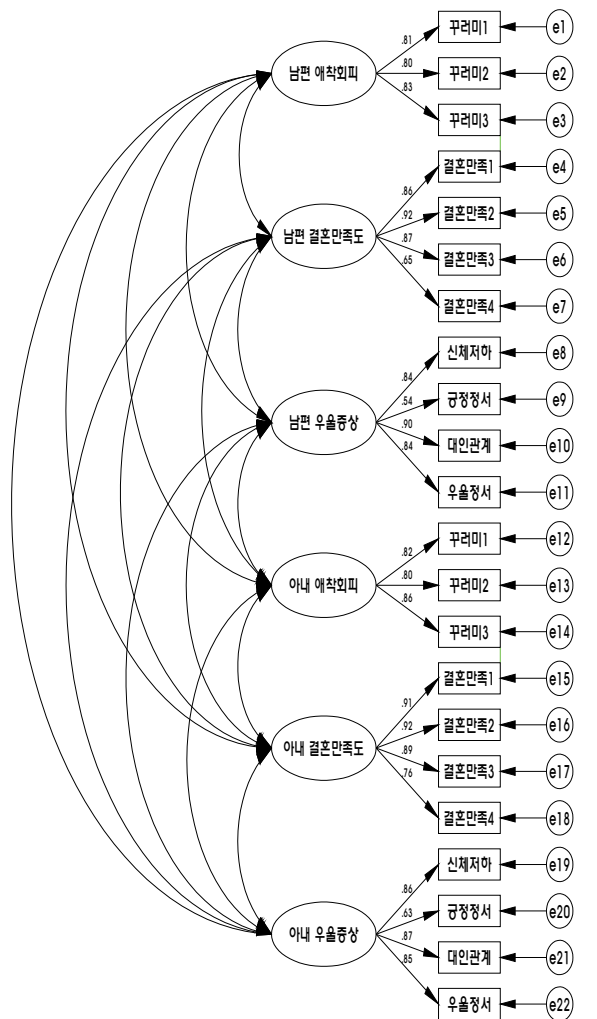 .81 꾸러미1 e1
남편 애착회피 .80 꾸러미2 e2
.83 꾸러미3 e3
.86 결혼만족1 e4
남편 결혼만족도 .92 결혼만족2 e5
.87 결혼만족3 e6
.65 결혼만족4 e7
.84 신체저하 e8
남편 우울증상 .54 긍정정서 e9
.90 대인관계 e10
.84 우울정서 e11
.82 꾸러미1 e12
아내 애착회피 .80 꾸러미2 e13
.86 꾸러미3 e14
.91 결혼만족1 e15
아내 결혼만족도 .92 결혼만족2 e16
.89 결혼만족3 e17
.76 결혼만족4 e18
.86 신체저하 e19
아내 우울증상 .63 긍정정서 e20
.87 대인관계 e21
.85 우울정서 e22